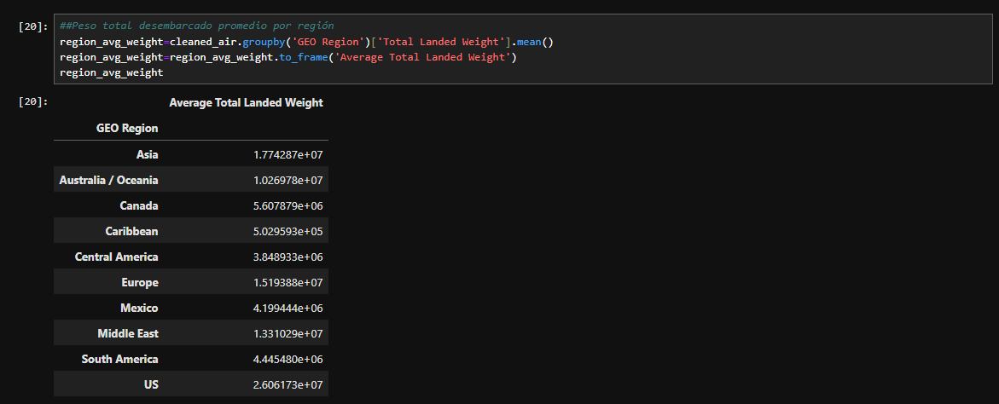 [20]: ##Peso total desembarcado promedio por región
region_avg_weight=cleaned_air.groupby('GEO Region')['Total Landed Weight'].mean()
region_avg_weight=region_avg_weight.to_frame('Average Total Landed Weight')
region_avg_weight
[20]: Average Total Landed Weight
GEO Region
Asia 1.774287e+07
Australia / Oceania 1.026978e+07
Canada 5.607879e+06
Caribbean 5.029593e+05
Central America 3.848933e+06
Europe 1.519388e+07
Mexico 4.199444e+06
Middle East 1.331029e+07
South America 4.445480e+06
US 2.606173e+07